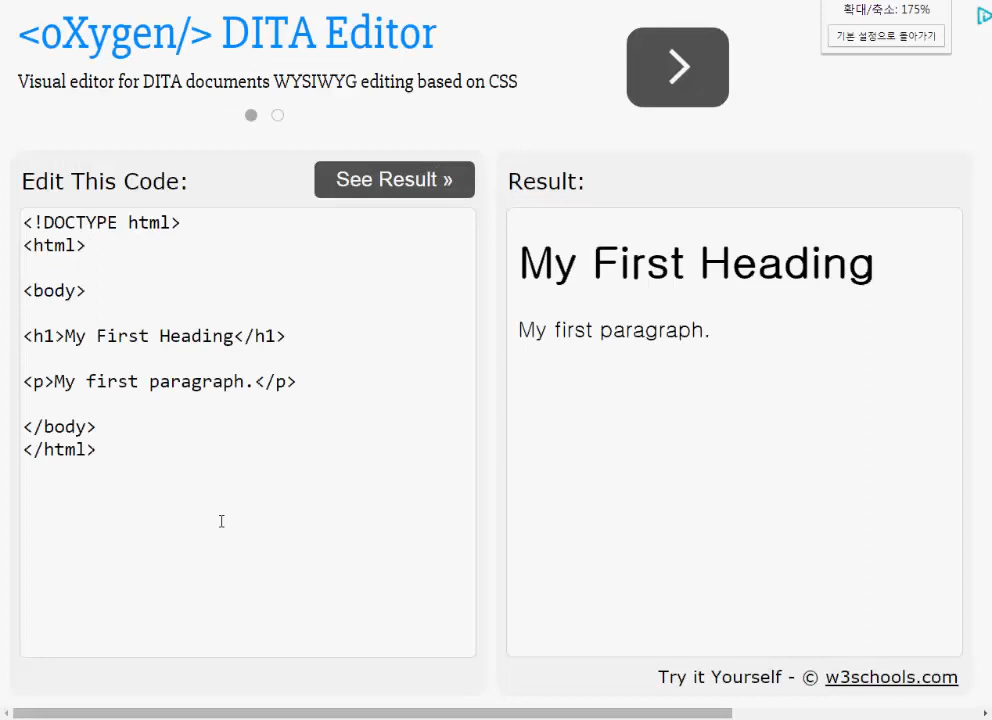 <oXygen/> DITA Editor
Visual editor for DITA documents WYSIWYG editing based on CSS
확대/축소: 175%
기본 설정으로 돌아가기
Edit This Code:
See Result »
<!DOCTYPE html>
<html>
<body>
<h1>My First Heading</h1>
<p>My first paragraph.</p>
</body>
</html>
Result:
My First Heading
My first paragraph.
Try it Yourself - © w3schools.com